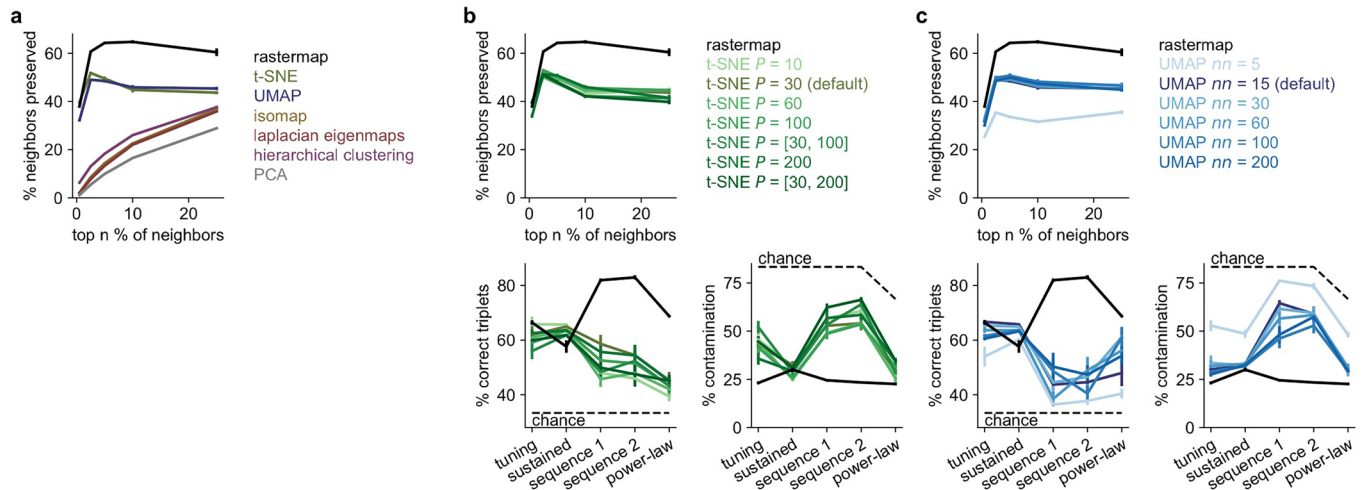 a
% neighbors preserved
60
40
20
0
0 10 20
top n % of neighbors
rastermap
t-SNE
UMAP
isomap
laplacian eigenmaps
hierarchical clustering
PCA
b
% neighbors preserved
60
40
20
0
0 10 20
top n % of neighbors
rastermap
t-SNE P = 10
t-SNE P = 30 (default)
t-SNE P = 60
t-SNE P = 100
t-SNE P = [30, 100]
t-SNE P = 200
t-SNE P = [30, 200]
% correct triplets
80
60
40
chance
tuning
sustained
sequence 1
sequence 2
power-law
% contamination
75
50
25
0
chance
tuning
sustained
sequence 1
sequence 2
power-law
c
% neighbors preserved
60
40
20
0
0 10 20
top n % of neighbors
rastermap
UMAP nn = 5
UMAP nn = 15 (default)
UMAP nn = 30
UMAP nn = 60
UMAP nn = 100
UMAP nn = 200
% correct triplets
80
60
40
chance
tuning
sustained
sequence 1
sequence 2
power-law
% contamination
75
50
25
0
chance
tuning
sustained
sequence 1
sequence 2
power-law